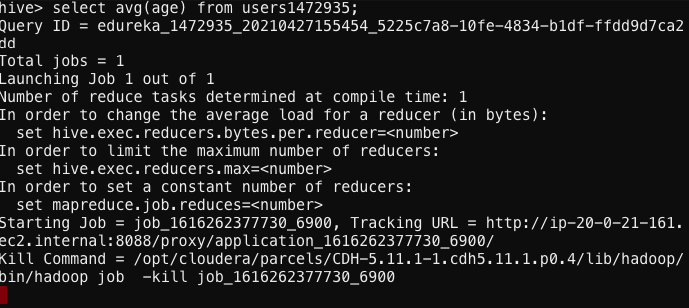 hive> select avg(age) from users1472935;
Query ID = edureka_1472935_20210427155454_5225c7a8-10fe-4834-b1df-ffdd9d7ca2
dd
Total jobs = 1
Launching Job 1 out of 1
Number of reduce tasks determined at compile time: 1
In order to change the average load for a reducer (in bytes):
  set hive.exec.reducers.bytes.per.reducer=<number>
In order to limit the maximum number of reducers:
  set hive.exec.reducers.max=<number>
In order to set a constant number of reducers:
  set mapreduce.job.reduces=<number>
Starting Job = job_1616262377730_6900, Tracking URL = http://ip-20-0-21-161.
ec2.internal:8088/proxy/application_1616262377730_6900/
Kill Command = /opt/cloudera/parcels/CDH-5.11.1-1.cdh5.11.1.p0.4/lib/hadoop/
bin/hadoop job  -kill job_1616262377730_6900